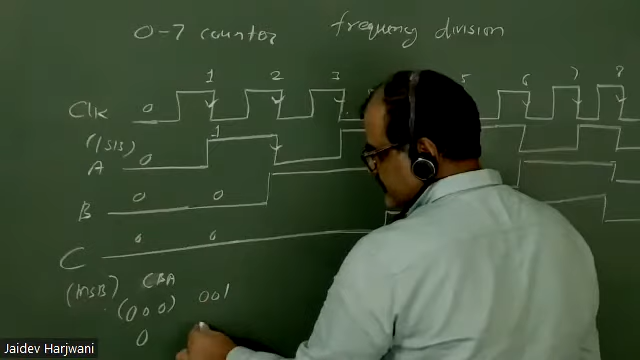 0-7 counter frequency division
1 2 3 5 6 7 8
Clk 0
(LSB) 1
A 0
B 0 0
C 0 0
(MSB) CBA
(000) 001
0
Jaidev Harjwani